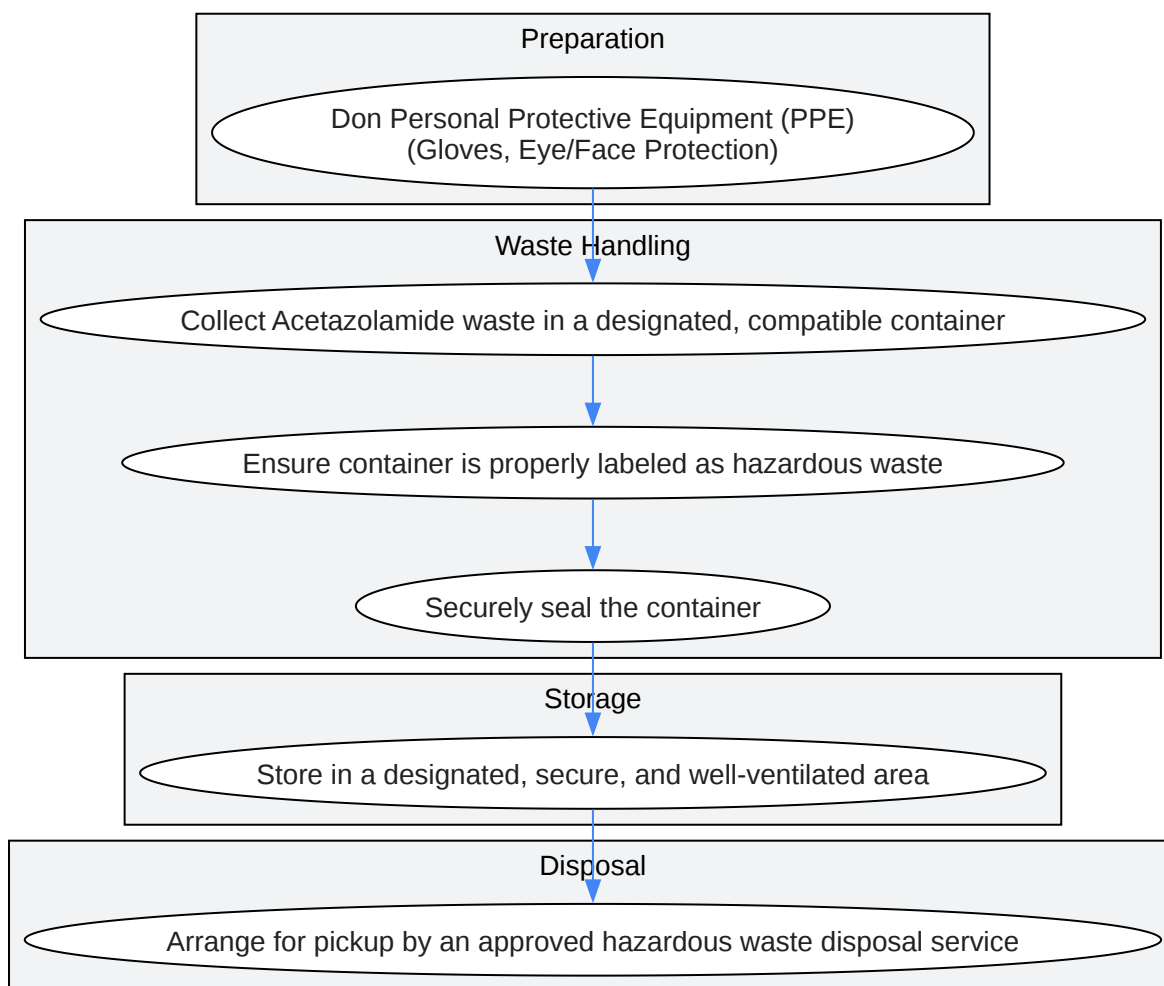 Preparation
Don Personal Protective Equipment (PPE)
(Gloves, Eye/Face Protection)
Waste Handling
Collect Acetazolamide waste in a designated, compatible container
Ensure container is properly labeled as hazardous waste
Securely seal the container
Storage
Store in a designated, secure, and well-ventilated area
Disposal
Arrange for pickup by an approved hazardous waste disposal service